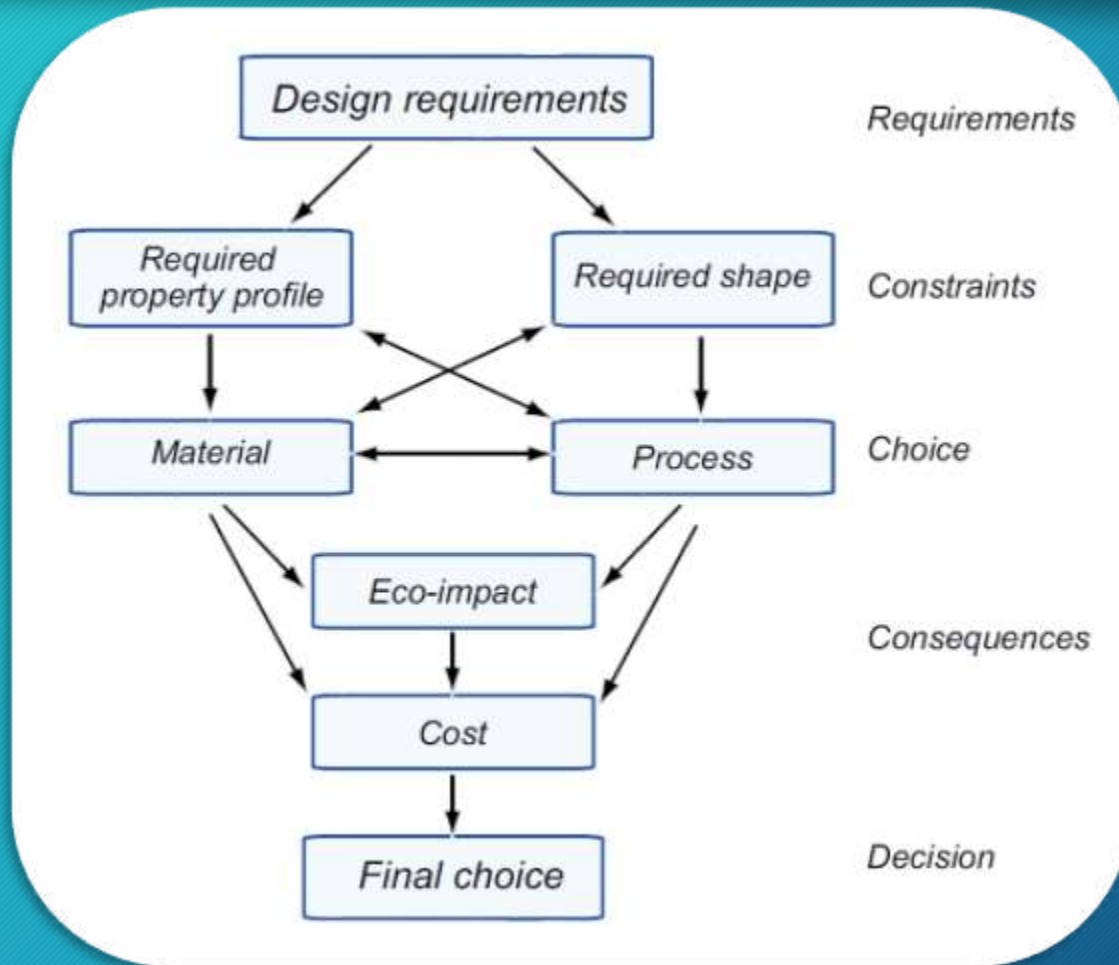 Design requirements
Requirements
Required
property profile
Required shape
Constraints
Material
Process
Choice
Eco-impact
Consequences
Cost
Final choice
Decision